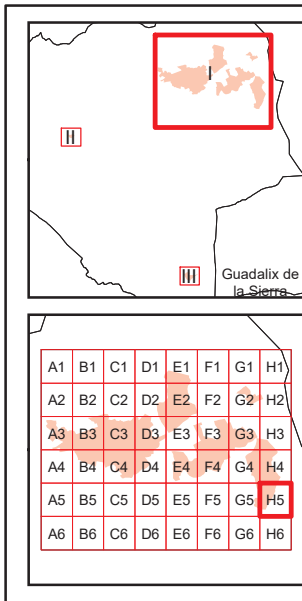 I
II
III
Guadalix de
la Sierra
A1 B1 C1 D1 E1 F1 G1 H1
A2 B2 C2 D2 E2 F2 G2 H2
A3 B3 C3 D3 E3 F3 G3 H3
A4 B4 C4 D4 E4 F4 G4 H4
A5 B5 C5 D5 E5 F5 G5 H5
A6 B6 C6 D6 E6 F6 G6 H6